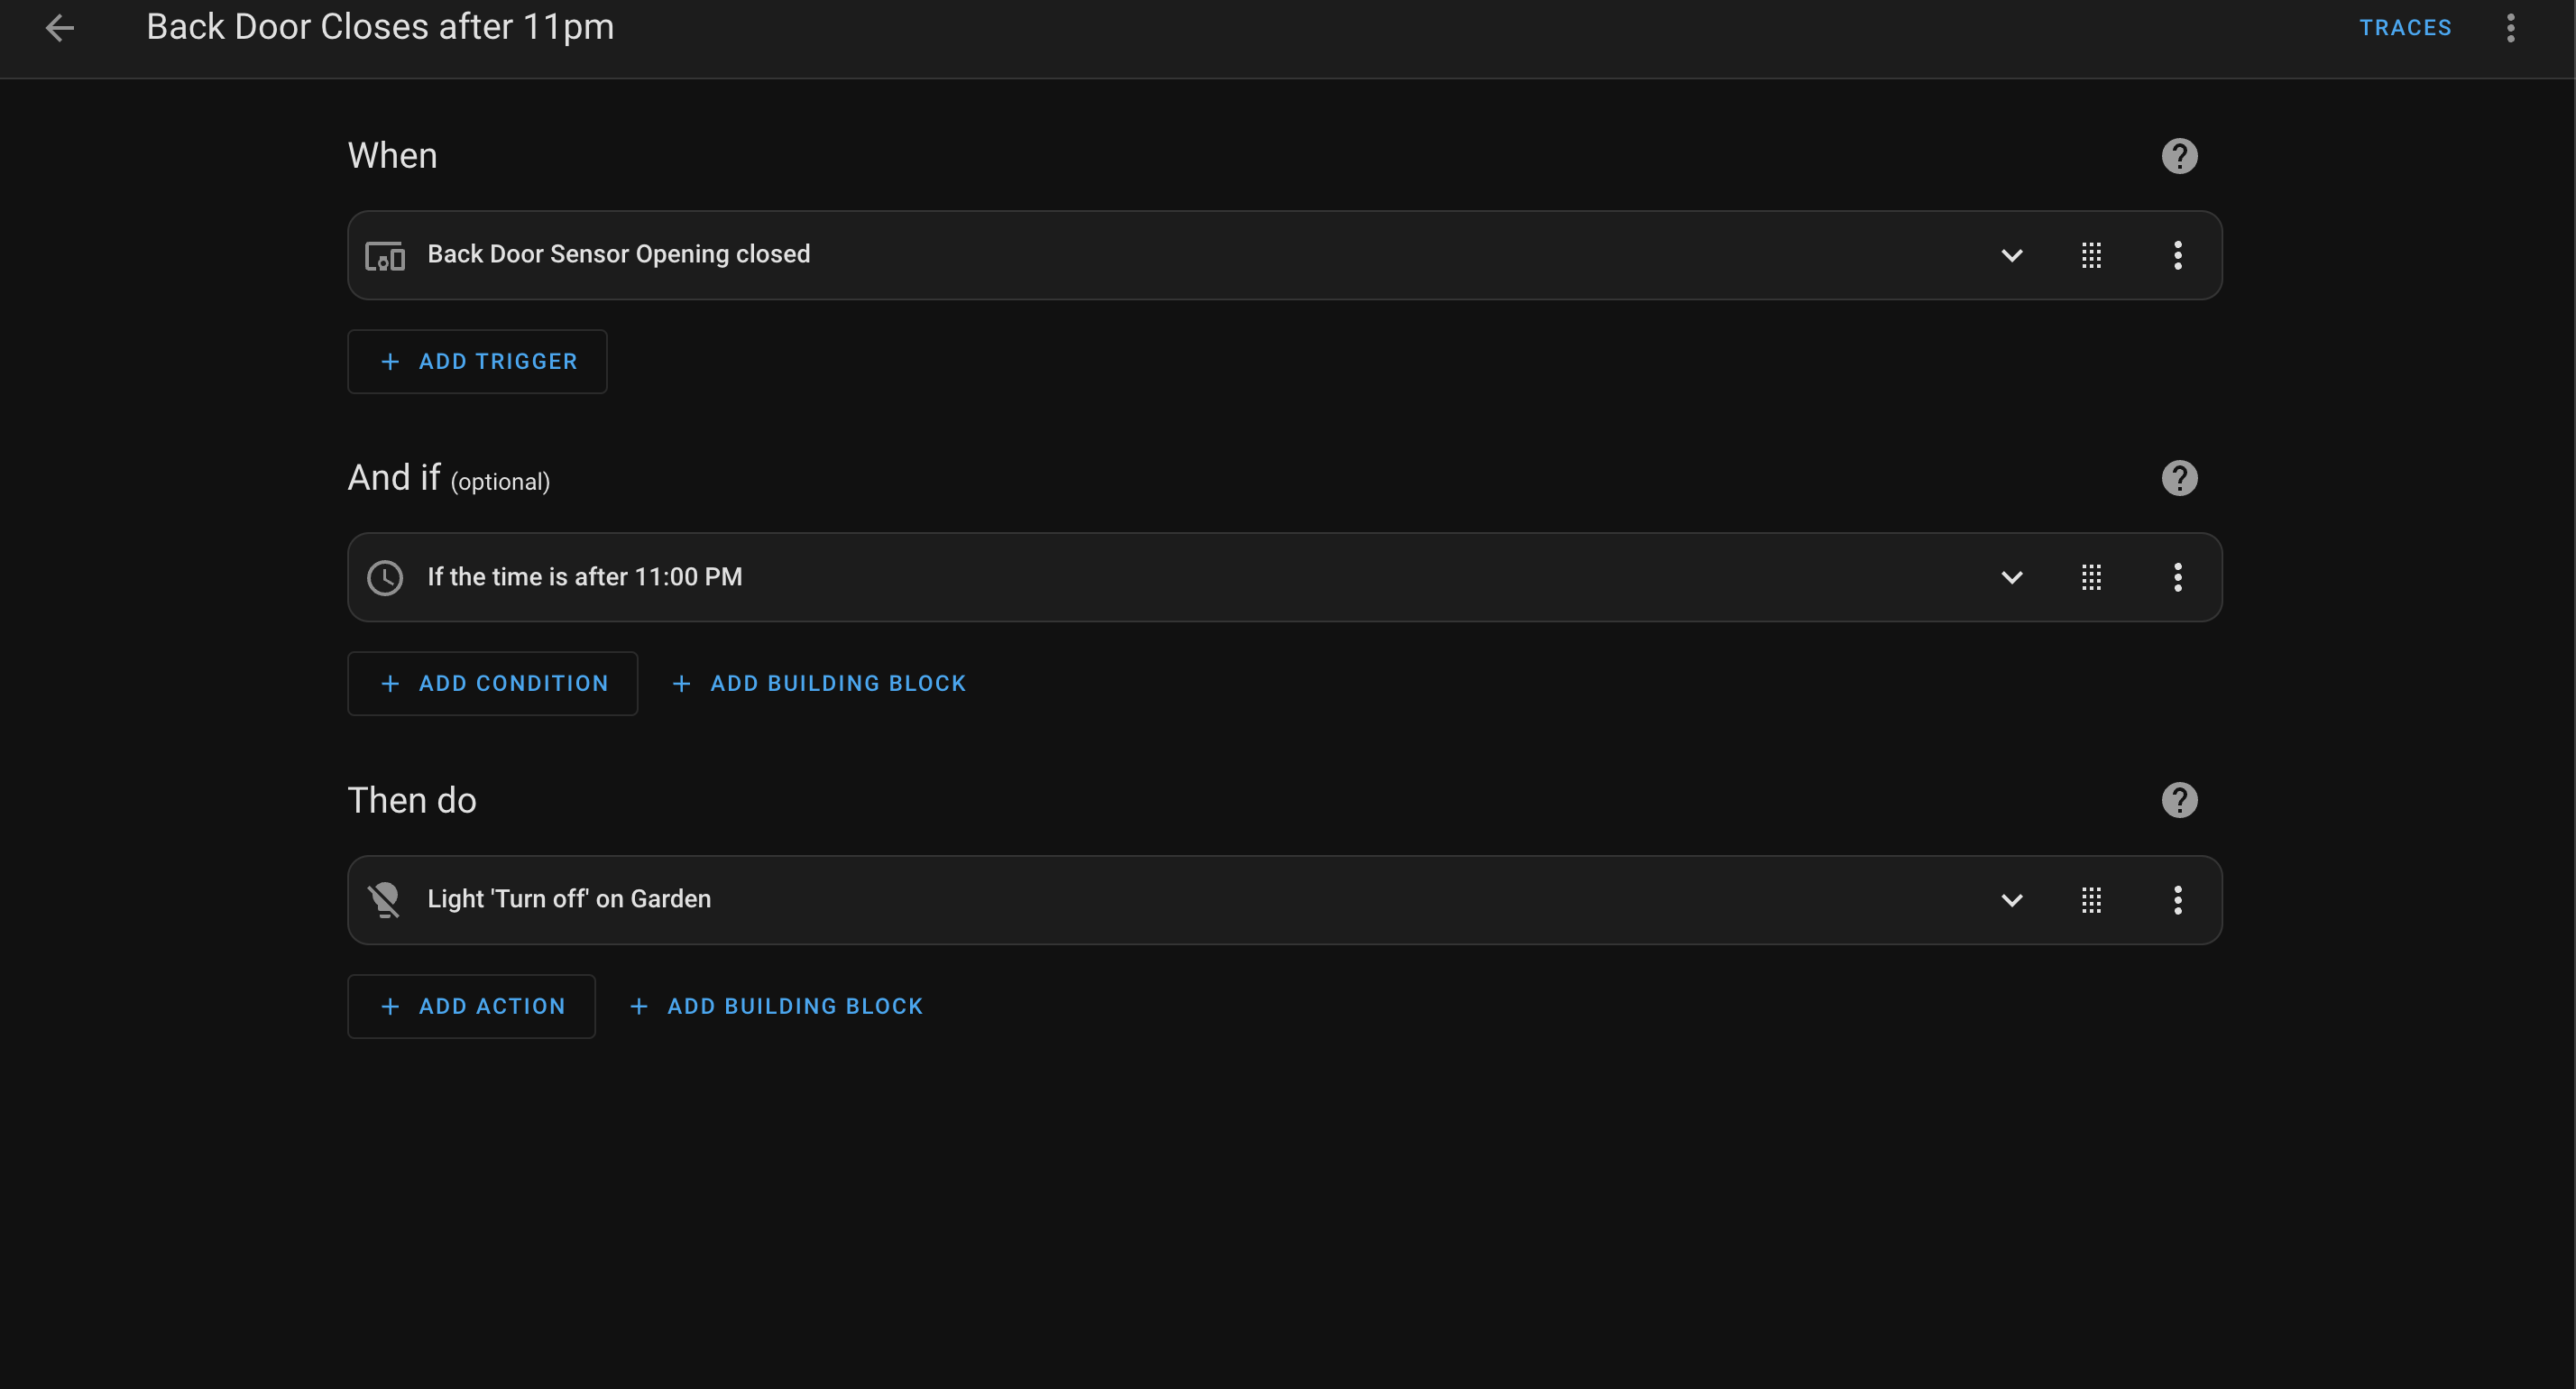 Back Door Closes after 11pm
TRACES
When
Back Door Sensor Opening closed
+ ADD TRIGGER
And if (optional)
If the time is after 11:00 PM
+ ADD CONDITION + ADD BUILDING BLOCK
Then do
Light 'Turn off' on Garden
+ ADD ACTION + ADD BUILDING BLOCK